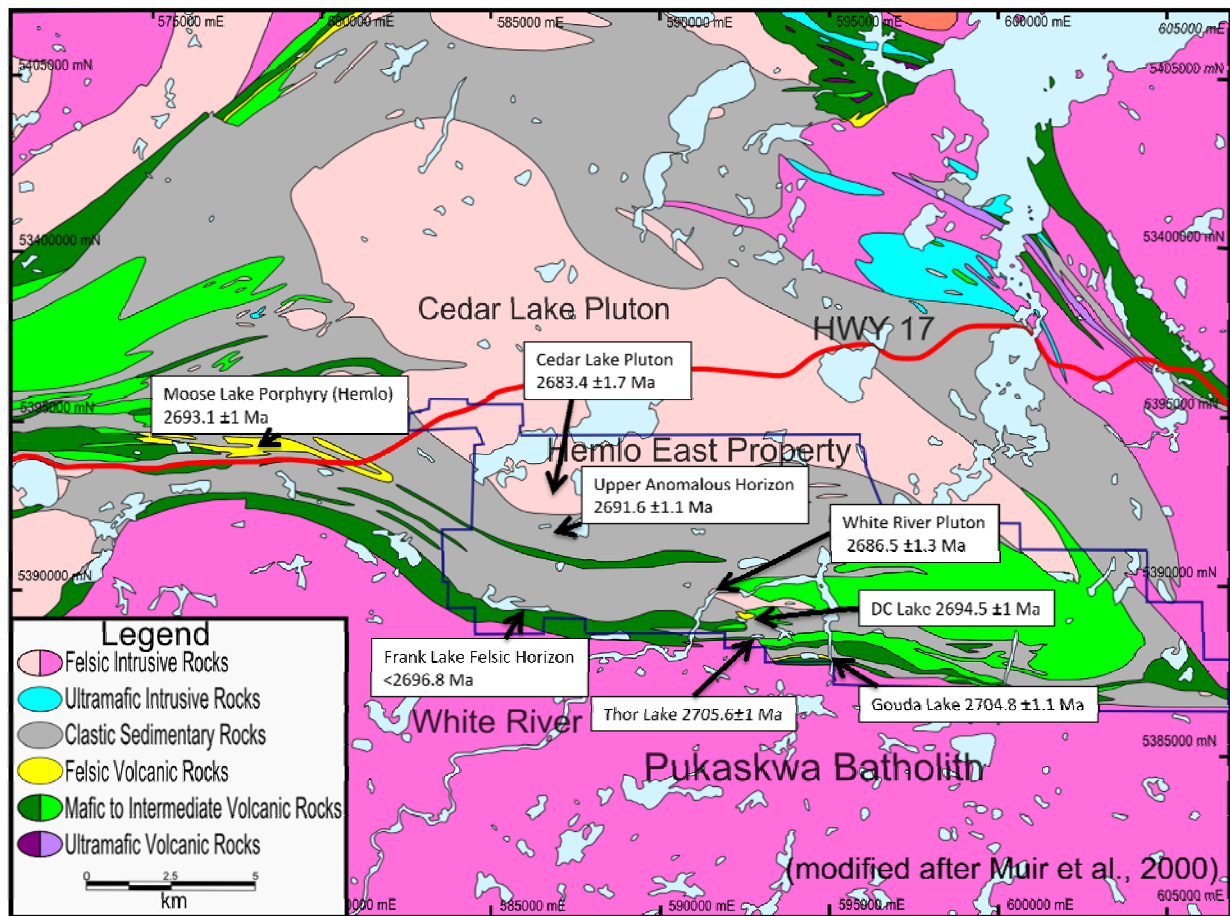 575000 mE
580000 mE
585000 mE
590000 mE
595000 mE
600000 mE
605000 mE
5405000 mN
5405000 mN
53400000 mN
53400000 mN
Cedar Lake Pluton
HWY 17
Cedar Lake Pluton
2683.4 ±1.7 Ma
Moose Lake Porphyry (Hemlo)
2693.1 ±1 Ma
5395000 mN
5395000 mN
Hemlo East Property
Upper Anomalous Horizon
2691.6 ±1.1 Ma
White River Pluton
2686.5 ±1.3 Ma
5390000 mN
5390000 mN
DC Lake 2694.5 ±1 Ma
Frank Lake Felsic Horizon
<2696.8 Ma
Thor Lake 2705.6±1 Ma
Gouda Lake 2704.8 ±1.1 Ma
White River
Pukaskwa Batholith
5385000 mN
Legend
Felsic Intrusive Rocks
Ultramafic Intrusive Rocks
Clastic Sedimentary Rocks
Felsic Volcanic Rocks
Mafic to Intermediate Volcanic Rocks
Ultramafic Volcanic Rocks
0 2.5 5
km
(modified after Muir et al., 2000)
585000 mE
590000 mE
595000 mE
600000 mE
605000 mE